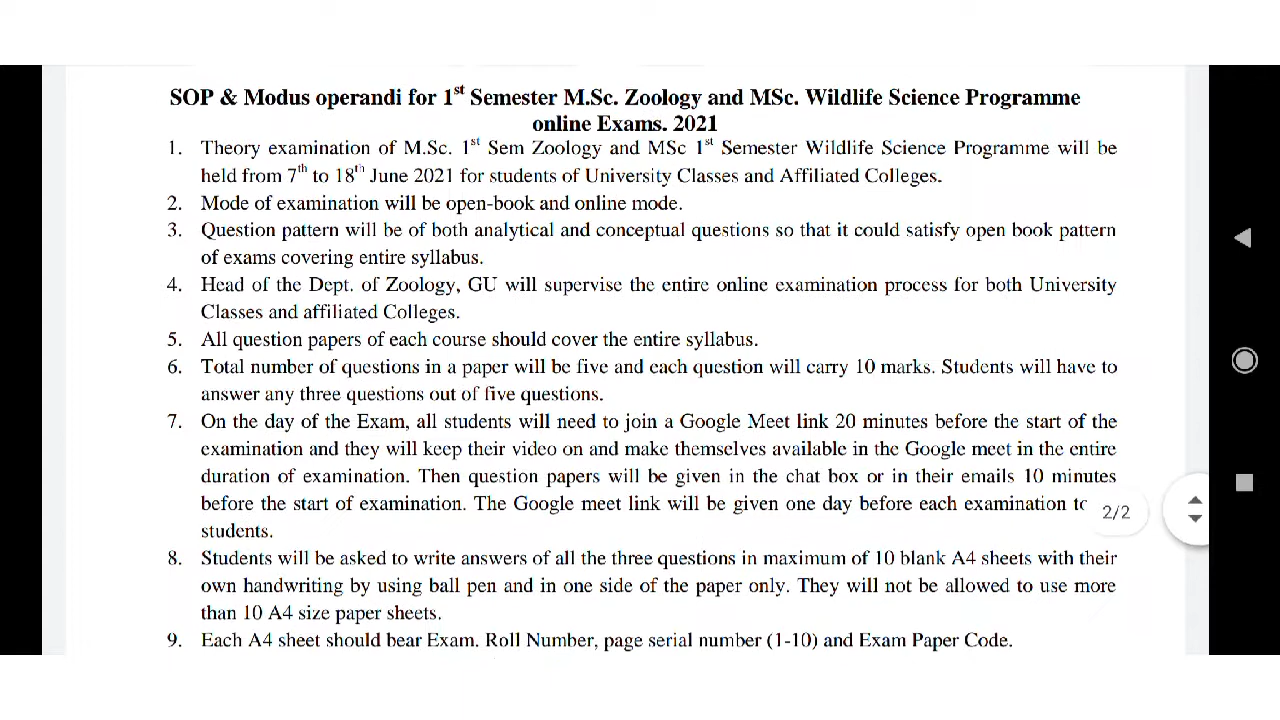 SOP & Modus operandi for 1st Semester M.Sc. Zoology and MSc. Wildlife Science Programme
online Exams. 2021
1. Theory examination of M.Sc. 1st Sem Zoology and MSc 1st Semester Wildlife Science Programme will be
held from 7th to 18th June 2021 for students of University Classes and Affiliated Colleges.
2. Mode of examination will be open-book and online mode.
3. Question pattern will be of both analytical and conceptual questions so that it could satisfy open book pattern
of exams covering entire syllabus.
4. Head of the Dept. of Zoology, GU will supervise the entire online examination process for both University
Classes and affiliated Colleges.
5. All question papers of each course should cover the entire syllabus.
6. Total number of questions in a paper will be five and each question will carry 10 marks. Students will have to
answer any three questions out of five questions.
7. On the day of the Exam, all students will need to join a Google Meet link 20 minutes before the start of the
examination and they will keep their video on and make themselves available in the Google meet in the entire
duration of examination. Then question papers will be given in the chat box or in their emails 10 minutes
before the start of examination. The Google meet link will be given one day before each examination to
students.
2/2
8. Students will be asked to write answers of all the three questions in maximum of 10 blank A4 sheets with their
own handwriting by using ball pen and in one side of the paper only. They will not be allowed to use more
than 10 A4 size paper sheets.
9. Each A4 sheet should bear Exam. Roll Number, page serial number (1-10) and Exam Paper Code.